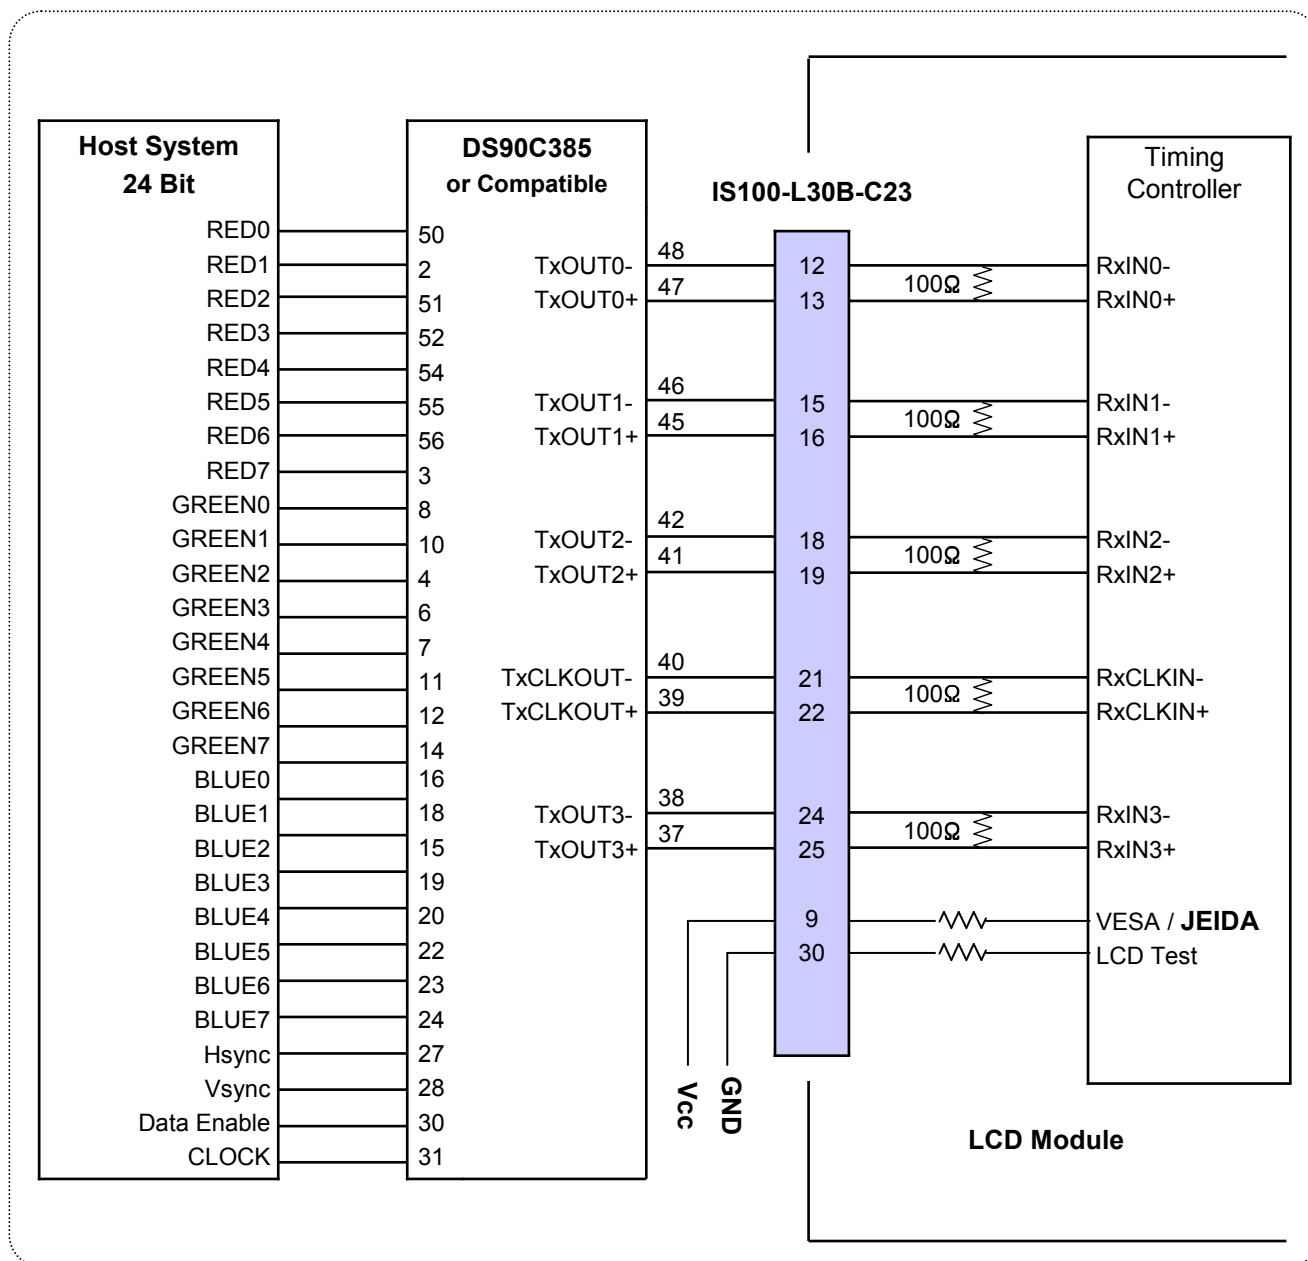 Host System
24 Bit
RED0
RED1
RED2
RED3
RED4
RED5
RED6
RED7
GREEN0
GREEN1
GREEN2
GREEN3
GREEN4
GREEN5
GREEN6
GREEN7
BLUE0
BLUE1
BLUE2
BLUE3
BLUE4
BLUE5
BLUE6
BLUE7
Hsync
Vsync
Data Enable
CLOCK
DS90C385
or Compatible
50
2
51
52
54
55
56
3
8
10
4
6
7
11
12
14
16
18
15
19
20
22
23
24
27
28
30
31
TxOUT0-
TxOUT0+
TxOUT1-
TxOUT1+
TxOUT2-
TxOUT2+
TxCLKOUT-
TxCLKOUT+
TxOUT3-
TxOUT3+
48
47
46
45
42
41
40
39
38
37
Vcc
GND
IS100-L30B-C23
12
13
15
16
18
19
21
22
24
25
9
30
100Ω
100Ω
100Ω
100Ω
100Ω
Timing
Controller
RxIN0-
RxIN0+
RxIN1-
RxIN1+
RxIN2-
RxIN2+
RxCLKIN-
RxCLKIN+
RxIN3-
RxIN3+
VESA / JEIDA
LCD Test
LCD Module